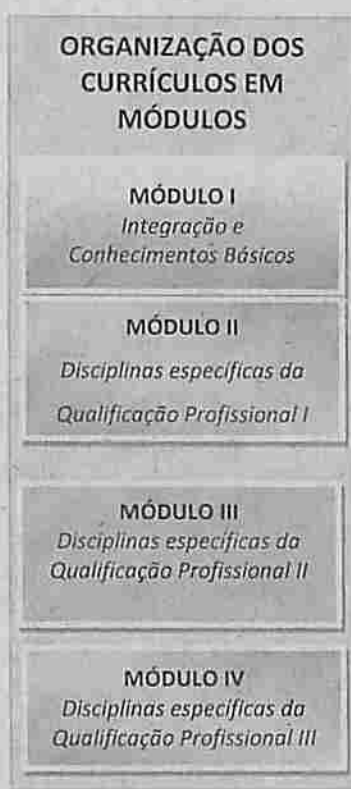 ORGANIZAÇÃO DOS
CURRÍCULOS EM
MÓDULOS
MÓDULO I
Integração e
Conhecimentos Básicos
MÓDULO II
Disciplinas específicas da
Qualificação Profissional I
MÓDULO III
Disciplinas específicas da
Qualificação Profissional II
MÓDULO IV
Disciplinas específicas da
Qualificação Profissional III